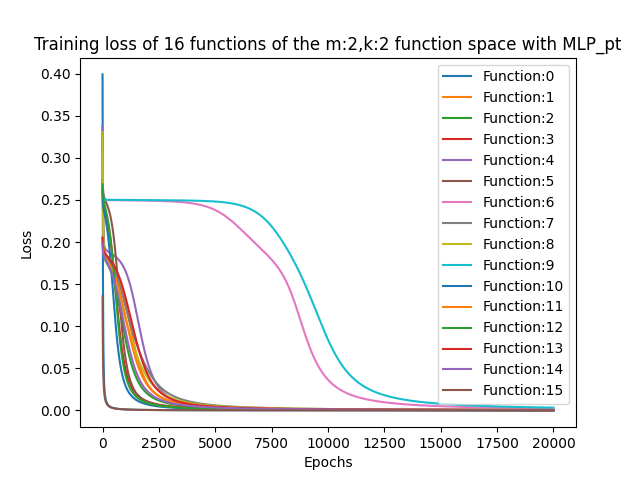 Training loss of 16 functions of the m:2,k:2 function space with MLP_pt
0.40
0.35
0.30
0.25
0.20
0.15
0.10
0.05
0.00
Loss
Function:0
Function:1
Function:2
Function:3
Function:4
Function:5
Function:6
Function:7
Function:8
Function:9
Function:10
Function:11
Function:12
Function:13
Function:14
Function:15
0 2500 5000 7500 10000 12500 15000 17500 20000
Epochs